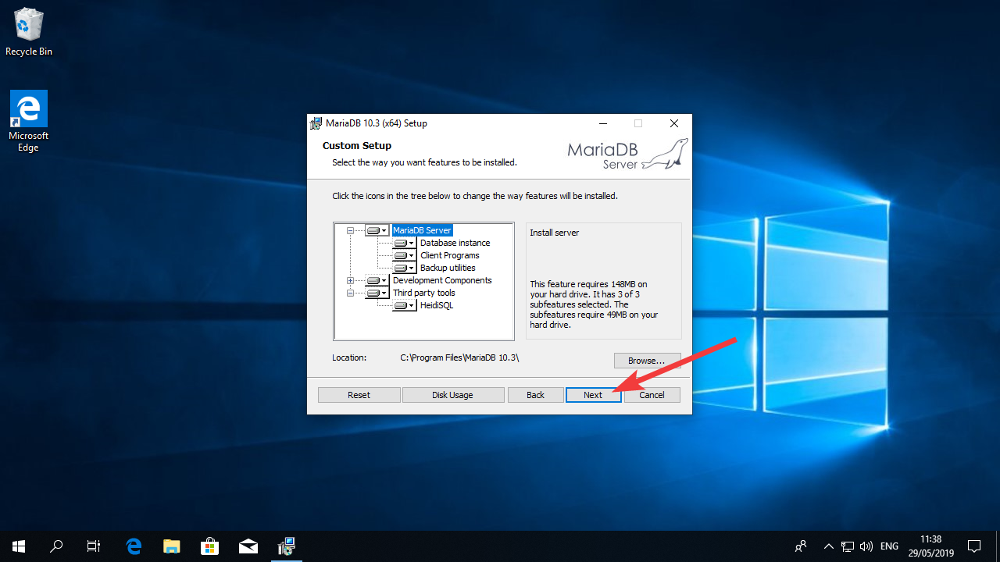 Recycle Bin
Microsoft
Edge
MariaDB 10.3 (x64) Setup
Custom Setup
Select the way you want features to be installed.
MariaDB
Server
Click the icons in the tree below to change the way features will be installed.
MariaDB Server
Database instance
Client Programs
Backup utilities
Development Components
Third party tools
HeidiSQL
Install server
This feature requires 148MB on
your hard drive. It has 3 of 3
subfeatures selected. The
subfeatures require 49MB on your
hard drive.
Location: C:\Program Files\MariaDB 10.3\
Browse...
Reset Disk Usage Back Next Cancel
ENG
11:38
29/05/2019